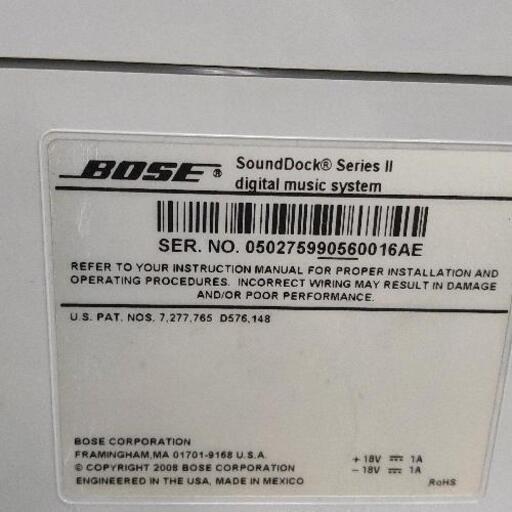 BOSE ® SoundDock® Series II
digital music system
SER. NO. 050275990560016AE
REFER TO YOUR INSTRUCTION MANUAL FOR PROPER INSTALLATION AND
OPERATING PROCEDURES. INCORRECT WIRING MAY RESULT IN DAMAGE
AND/OR POOR PERFORMANCE.
U.S. PAT. NOS. 7,277,765 D576,148
BOSE CORPORATION
FRAMINGHAM, MA 01701-9168 U.S.A.
© COPYRIGHT 2008 BOSE CORPORATION
ENGINEERED IN THE USA, MADE IN MEXICO
+ 18V ⎓ 1A
– 18V ⎓ 1A
RoHS